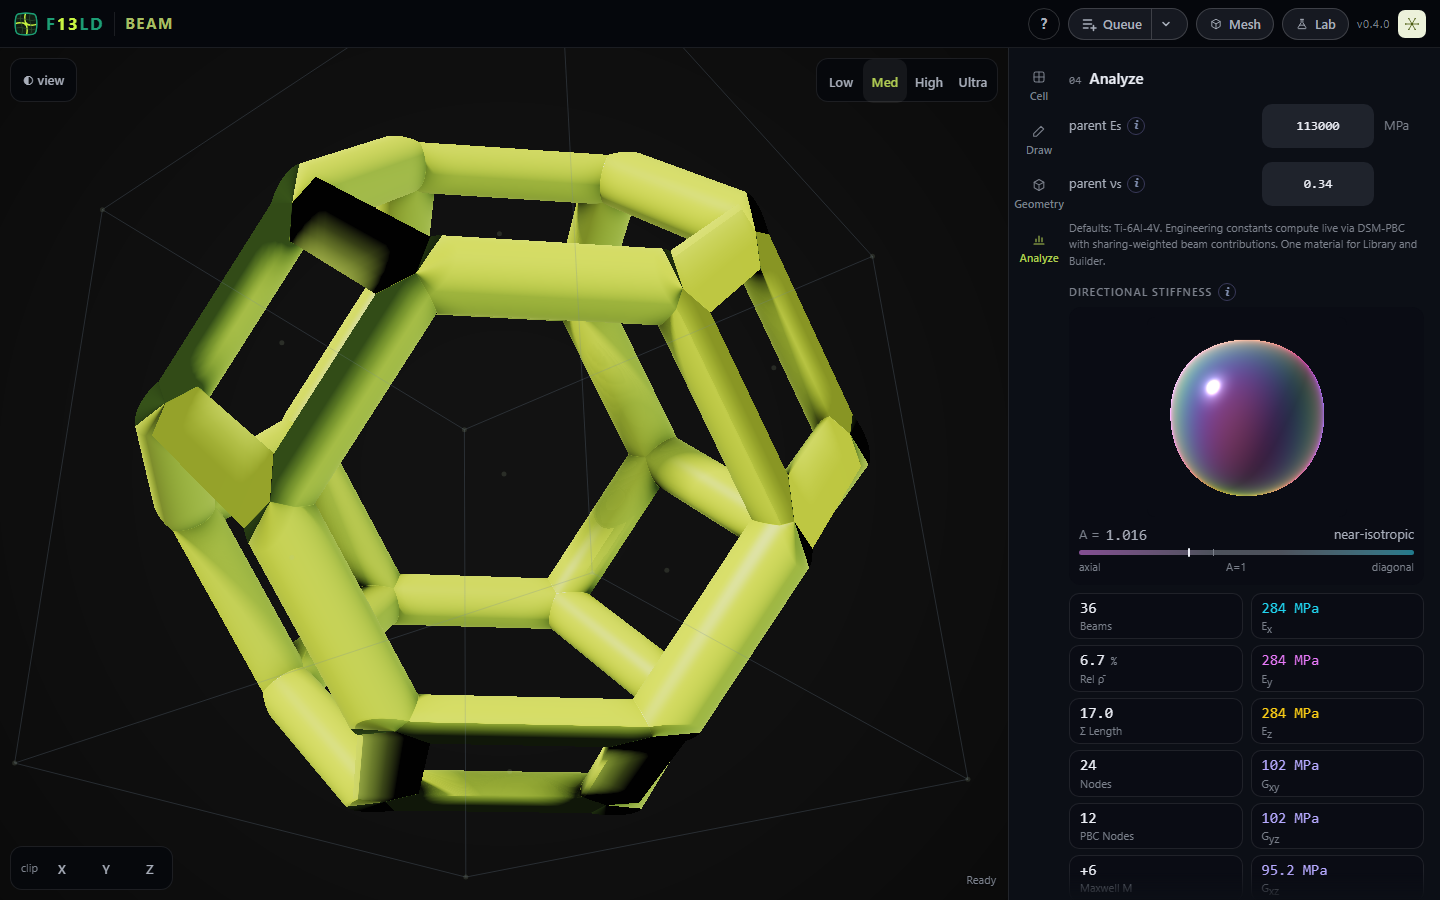 F13LD BEAM
? Queue Mesh Lab v0.4.0
view
Low Med High Ultra
Cell
Draw
Geometry
Analyze
04 Analyze
parent Es i 113000 MPa
parent νs i 0.34
Defaults: Ti-6Al-4V. Engineering constants compute live via DSM-PBC
with sharing-weighted beam contributions. One material for Library and
Builder.
DIRECTIONAL STIFFNESS i
A = 1.016 near-isotropic
axial A=1 diagonal
36
Beams
284 MPa
Ex
6.7 %
Rel ρ̄
284 MPa
Ey
17.0
Σ Length
284 MPa
Ez
24
Nodes
102 MPa
Gxy
12
PBC Nodes
102 MPa
Gyz
+6
Maxwell M
95.2 MPa
Gxz
clip X Y Z
Ready